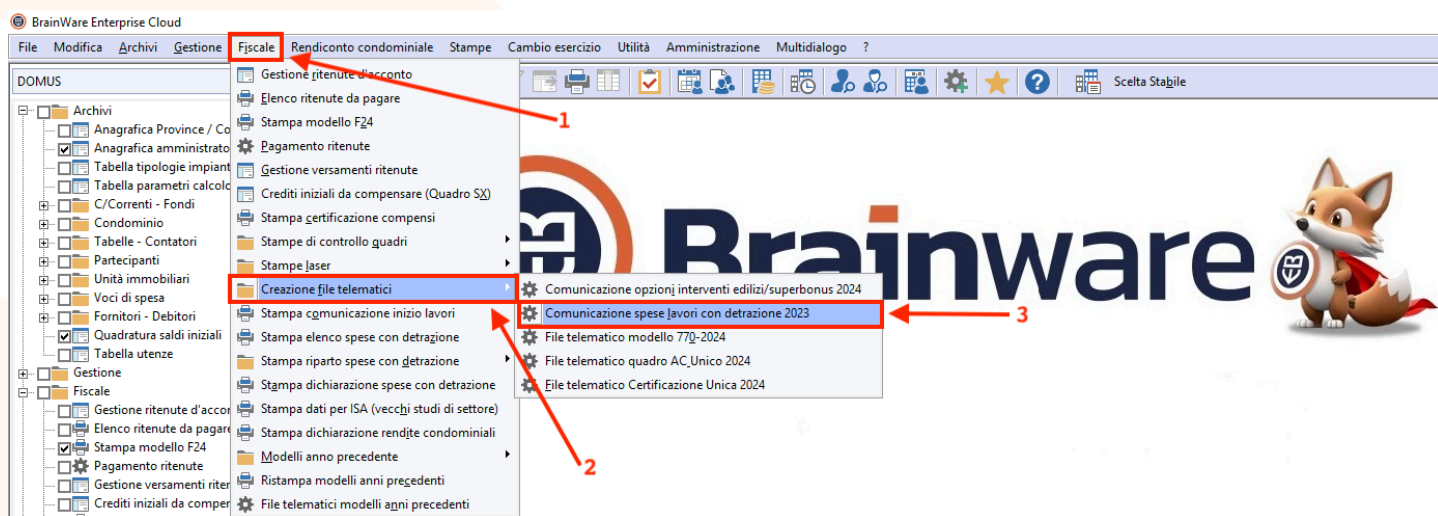 BrainWare Enterprise Cloud
File Modifica Archivi Gestione Fiscale Rendiconto condominiale Stampe Cambio esercizio Utilità Amministrazione Multidialogo ?
DOMUS
Scelta Stabile
Archivi
Anagrafica Province / Co
Anagrafica amministrato
Tabella tipologie impiant
Tabella parametri calcolo
C/Correnti - Fondi
Condominio
Tabelle - Contatori
Partecipanti
Unità immobiliari
Voci di spesa
Fornitori - Debitori
Quadratura saldi iniziali
Tabella utenze
Gestione
Fiscale
Gestione ritenute d'accor
Elenco ritenute da pagare
Stampa modello F24
Pagamento ritenute
Gestione versamenti riter
Crediti iniziali da comper
Gestione ritenute d'acconto
Elenco ritenute da pagare
Stampa modello F24
Pagamento ritenute
Gestione versamenti ritenute
Crediti iniziali da compensare (Quadro SX)
Stampa certificazione compensi
Stampe di controllo quadri
Stampe laser
Creazione file telematici
Stampa comunicazione inizio lavori
Stampa elenco spese con detrazione
Stampa riparto spese con detrazione
Stampa dichiarazione spese con detrazione
Stampa dati per ISA (vecchi studi di settore)
Stampa dichiarazione rendite condominiali
Modelli anno precedente
Ristampa modelli anni precedenti
File telematici modelli anni precedenti
Comunicazione opzioni interventi edilizi/superbonus 2024
Comunicazione spese lavori con detrazione 2023
File telematico modello 770-2024
File telematico quadro AC_Unico 2024
File telematico Certificazione Unica 2024
1
2
3
Brainware